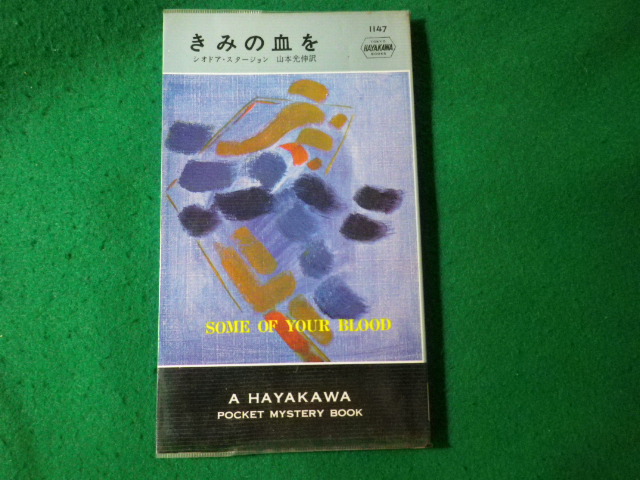 1147
きみの血を
シオドア・スタージョン 山本光伸訳
HAYAKAWA
SOME OF YOUR BLOOD
A HAYAKAWA
POCKET MYSTERY BOOK